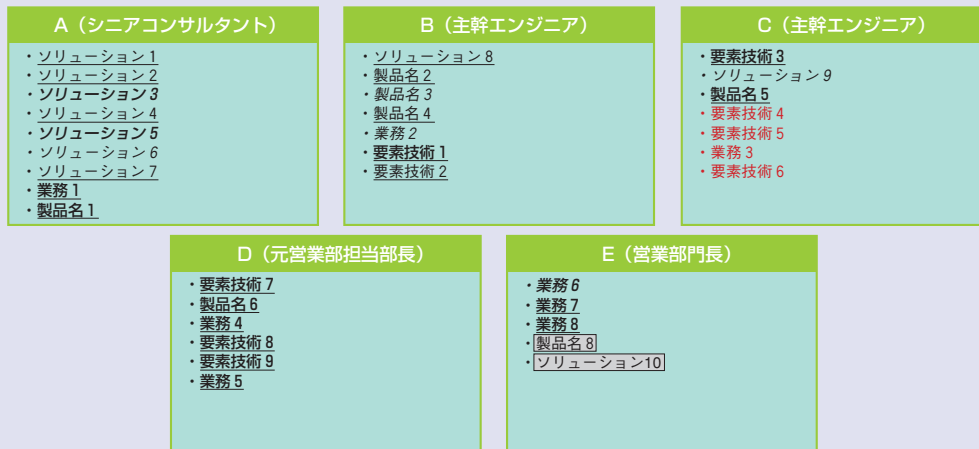 A（シニアコンサルタント）
・ソリューション1
・ソリューション2
・ソリューション3
・ソリューション4
・ソリューション5
・ソリューション6
・ソリューション7
・業務1
・製品名1
B（主幹エンジニア）
・ソリューション8
・製品名2
・製品名3
・製品名4
・業務2
・要素技術1
・要素技術2
C（主幹エンジニア）
・要素技術3
・ソリューション9
・製品名5
・要素技術4
・要素技術5
・業務3
・要素技術6
D（元営業部担当部長）
・要素技術7
・製品名6
・業務4
・要素技術8
・要素技術9
・業務5
E（営業部門長）
・業務6
・業務7
・業務8
・製品名8
・ソリューション10